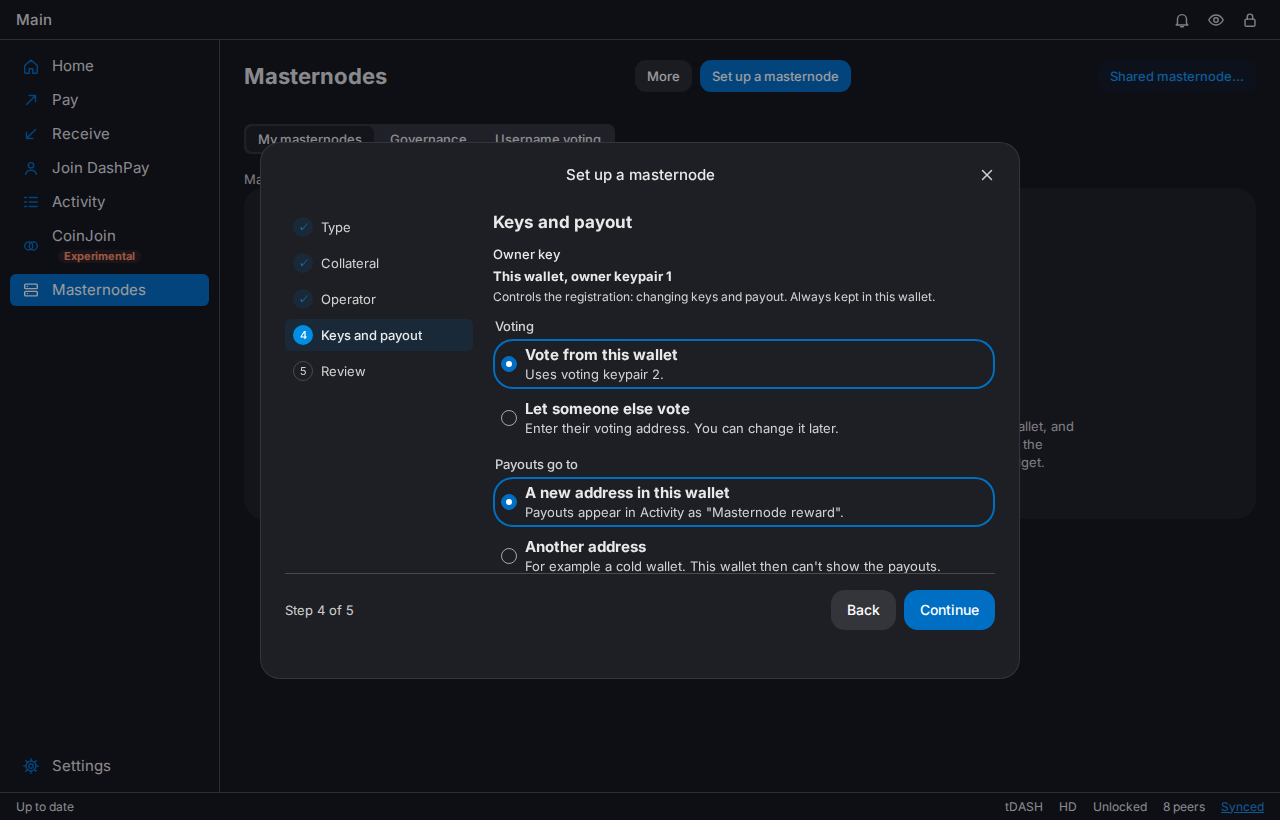 Main
Home
Pay
Receive
Join DashPay
Activity
CoinJoin
Experimental
Masternodes
Settings
Masternodes
More
Set up a masternode
Shared masternode...
My masternodes
Governance
Username voting
Set up a masternode
✓ Type
✓ Collateral
✓ Operator
4 Keys and payout
5 Review
Keys and payout
Owner key
This wallet, owner keypair 1
Controls the registration: changing keys and payout. Always kept in this wallet.
Voting
Vote from this wallet
Uses voting keypair 2.
Let someone else vote
Enter their voting address. You can change it later.
Payouts go to
A new address in this wallet
Payouts appear in Activity as "Masternode reward".
Another address
For example a cold wallet. This wallet then can't show the payouts.
Step 4 of 5
Back
Continue
and
the
Up to date
tDASH
HD
Unlocked
8 peers
Synced